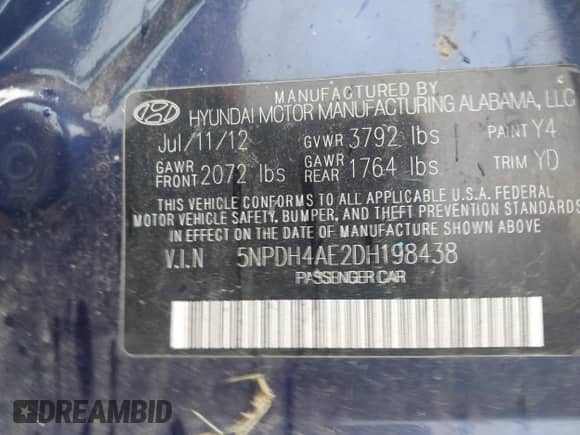 MANUFACTURED BY
HYUNDAI MOTOR MANUFACTURING ALABAMA, LLC
Jul/11/12 GVWR 3792 lbs PAINT Y4
GAWR FRONT 2072 lbs GAWR REAR 1764 lbs TRIM YD
THIS VEHICLE CONFORMS TO ALL APPLICABLE U.S.A. FEDERAL
MOTOR VEHICLE SAFETY, BUMPER, AND THEFT PREVENTION STANDARDS
IN EFFECT ON THE DATE OF MANUFACTURE SHOWN ABOVE
V.I.N 5NPDH4AE2DH198438
PASSENGER CAR
DREAMBID